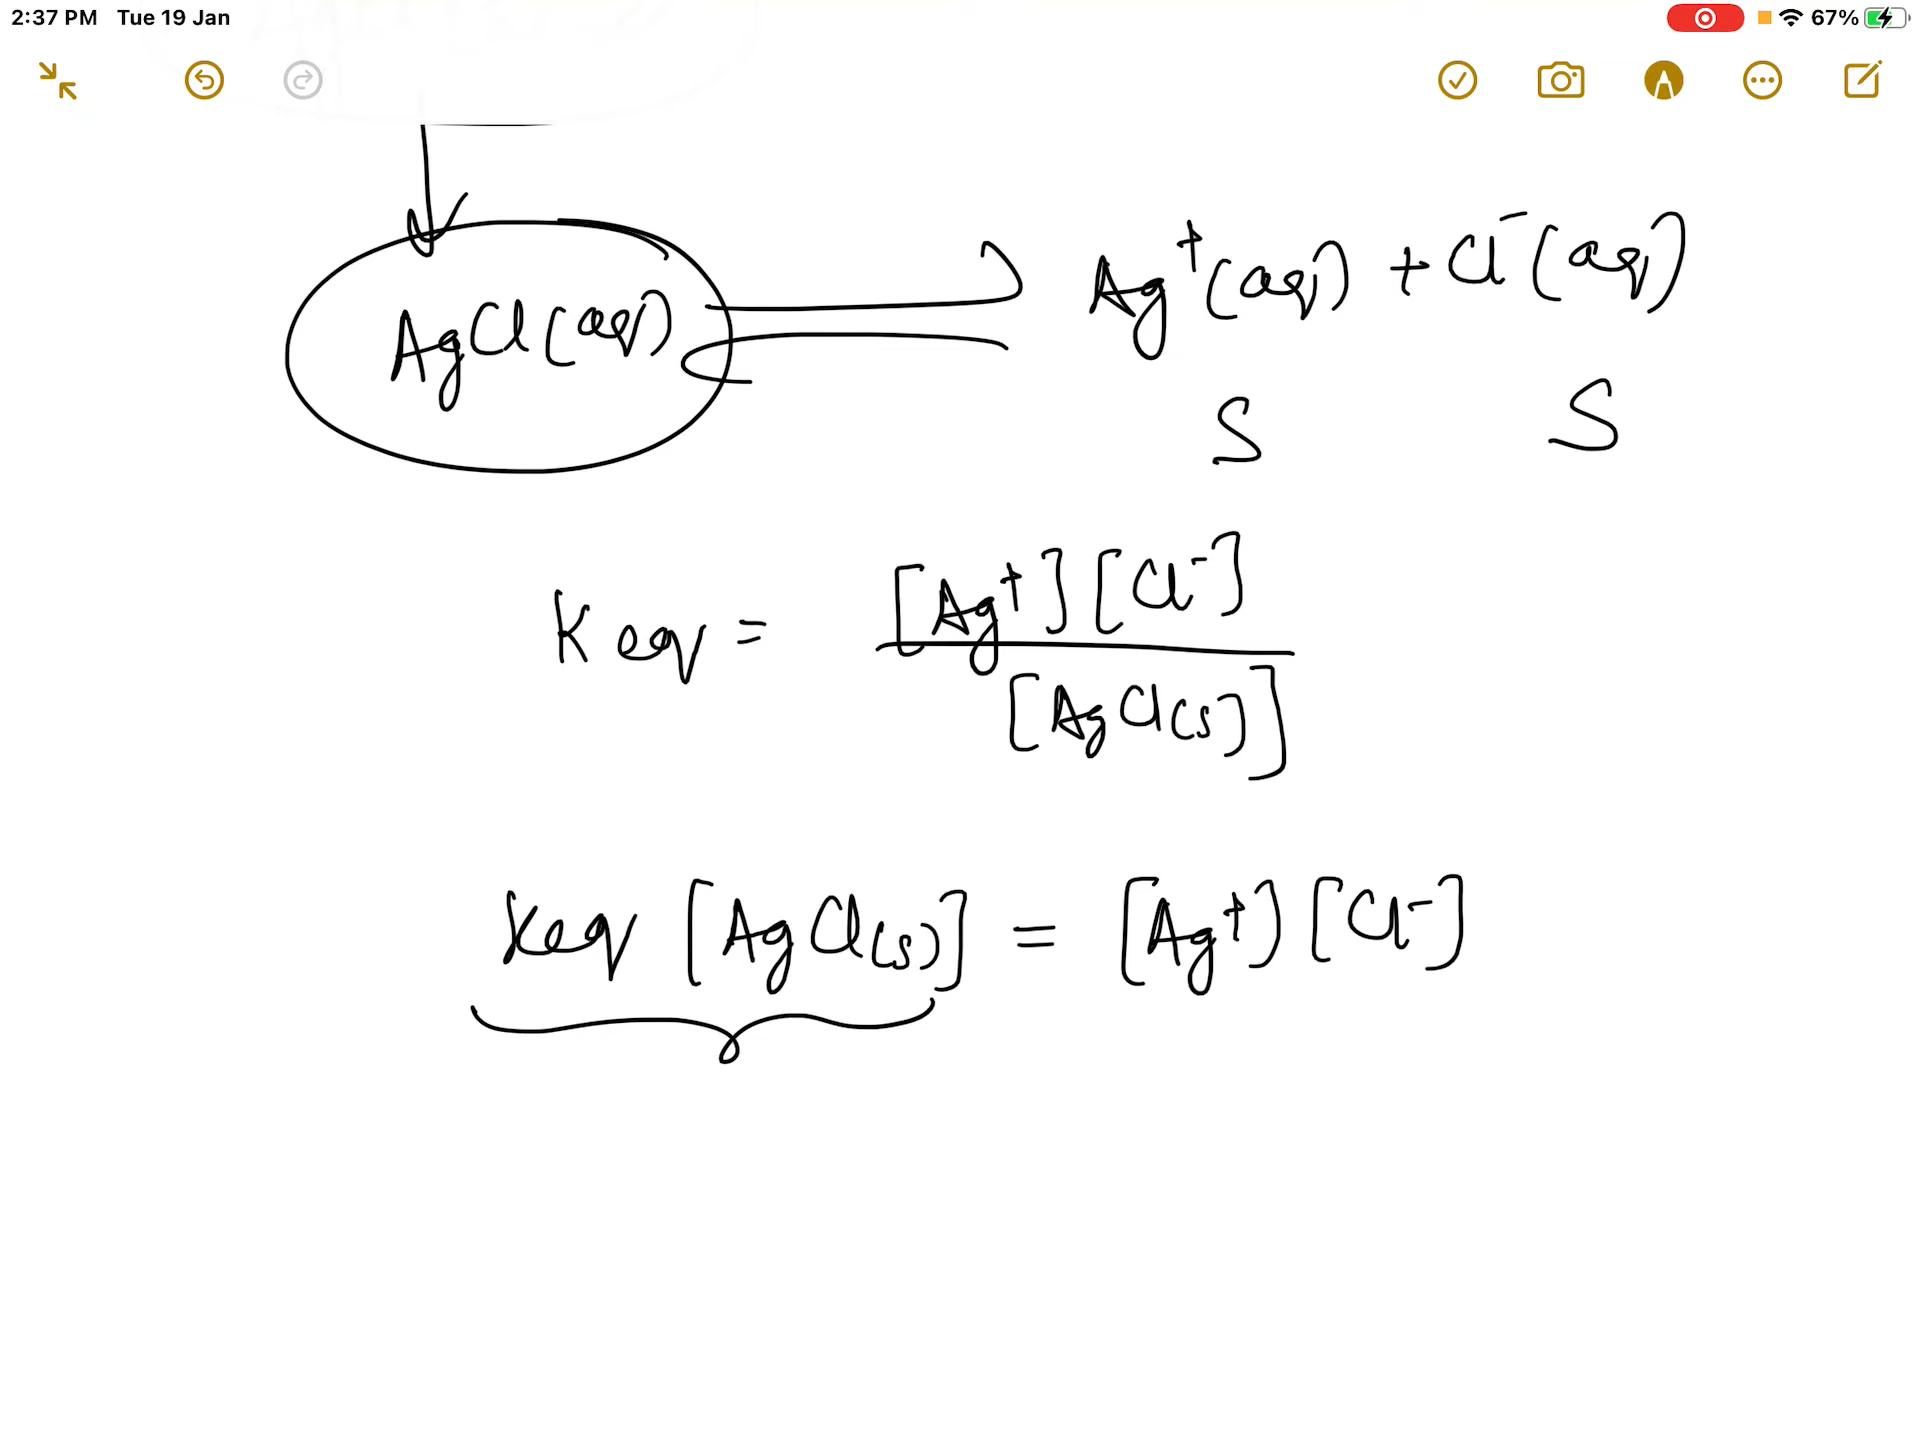 2:37 PM Tue 19 Jan 67%
AgCl(aq) ⇌ Ag⁺(aq) + Cl⁻(aq)
S S
Keq = [Ag⁺][Cl⁻]
[AgCl(s)]
Keq [AgCl(s)] = [Ag⁺][Cl⁻]